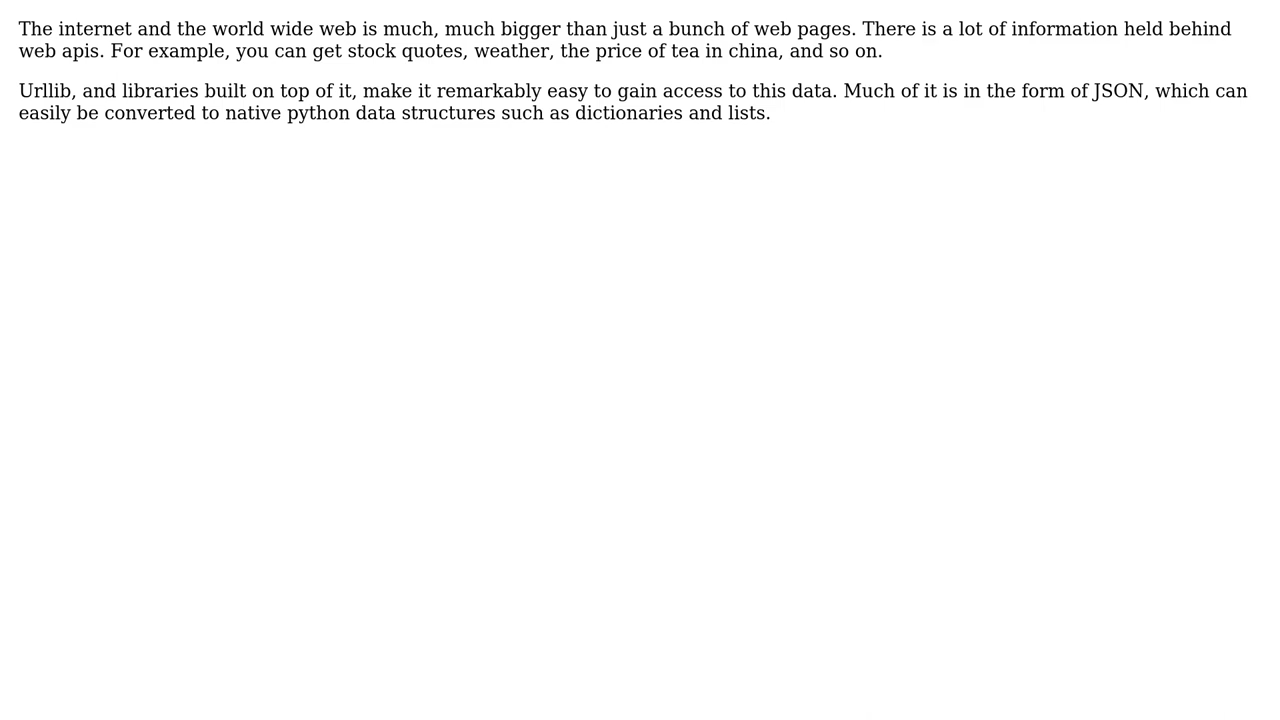 The internet and the world wide web is much, much bigger than just a bunch of web pages. There is a lot of information held behind
web apis. For example, you can get stock quotes, weather, the price of tea in china, and so on.
Urllib, and libraries built on top of it, make it remarkably easy to gain access to this data. Much of it is in the form of JSON, which can
easily be converted to native python data structures such as dictionaries and lists.